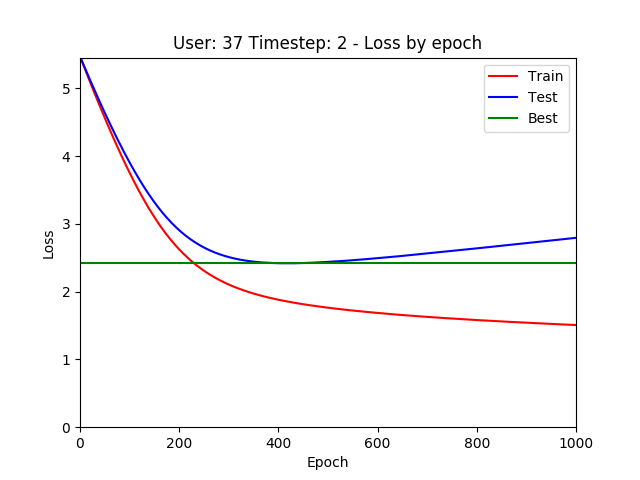 User: 37 Timestep: 2 - Loss by epoch
Train
Test
Best
Loss
5
4
3
2
1
0
0 200 400 600 800 1000
Epoch